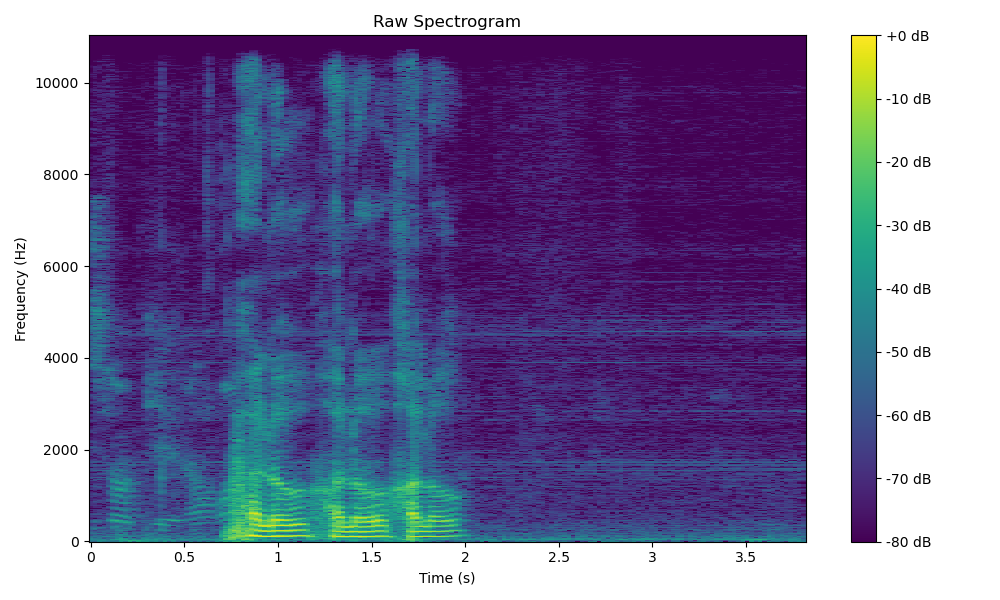 Raw Spectrogram
Frequency (Hz)
10000
8000
6000
4000
2000
0
0
0.5
1
1.5
2
2.5
3
3.5
Time (s)
+0 dB
-10 dB
-20 dB
-30 dB
-40 dB
-50 dB
-60 dB
-70 dB
-80 dB